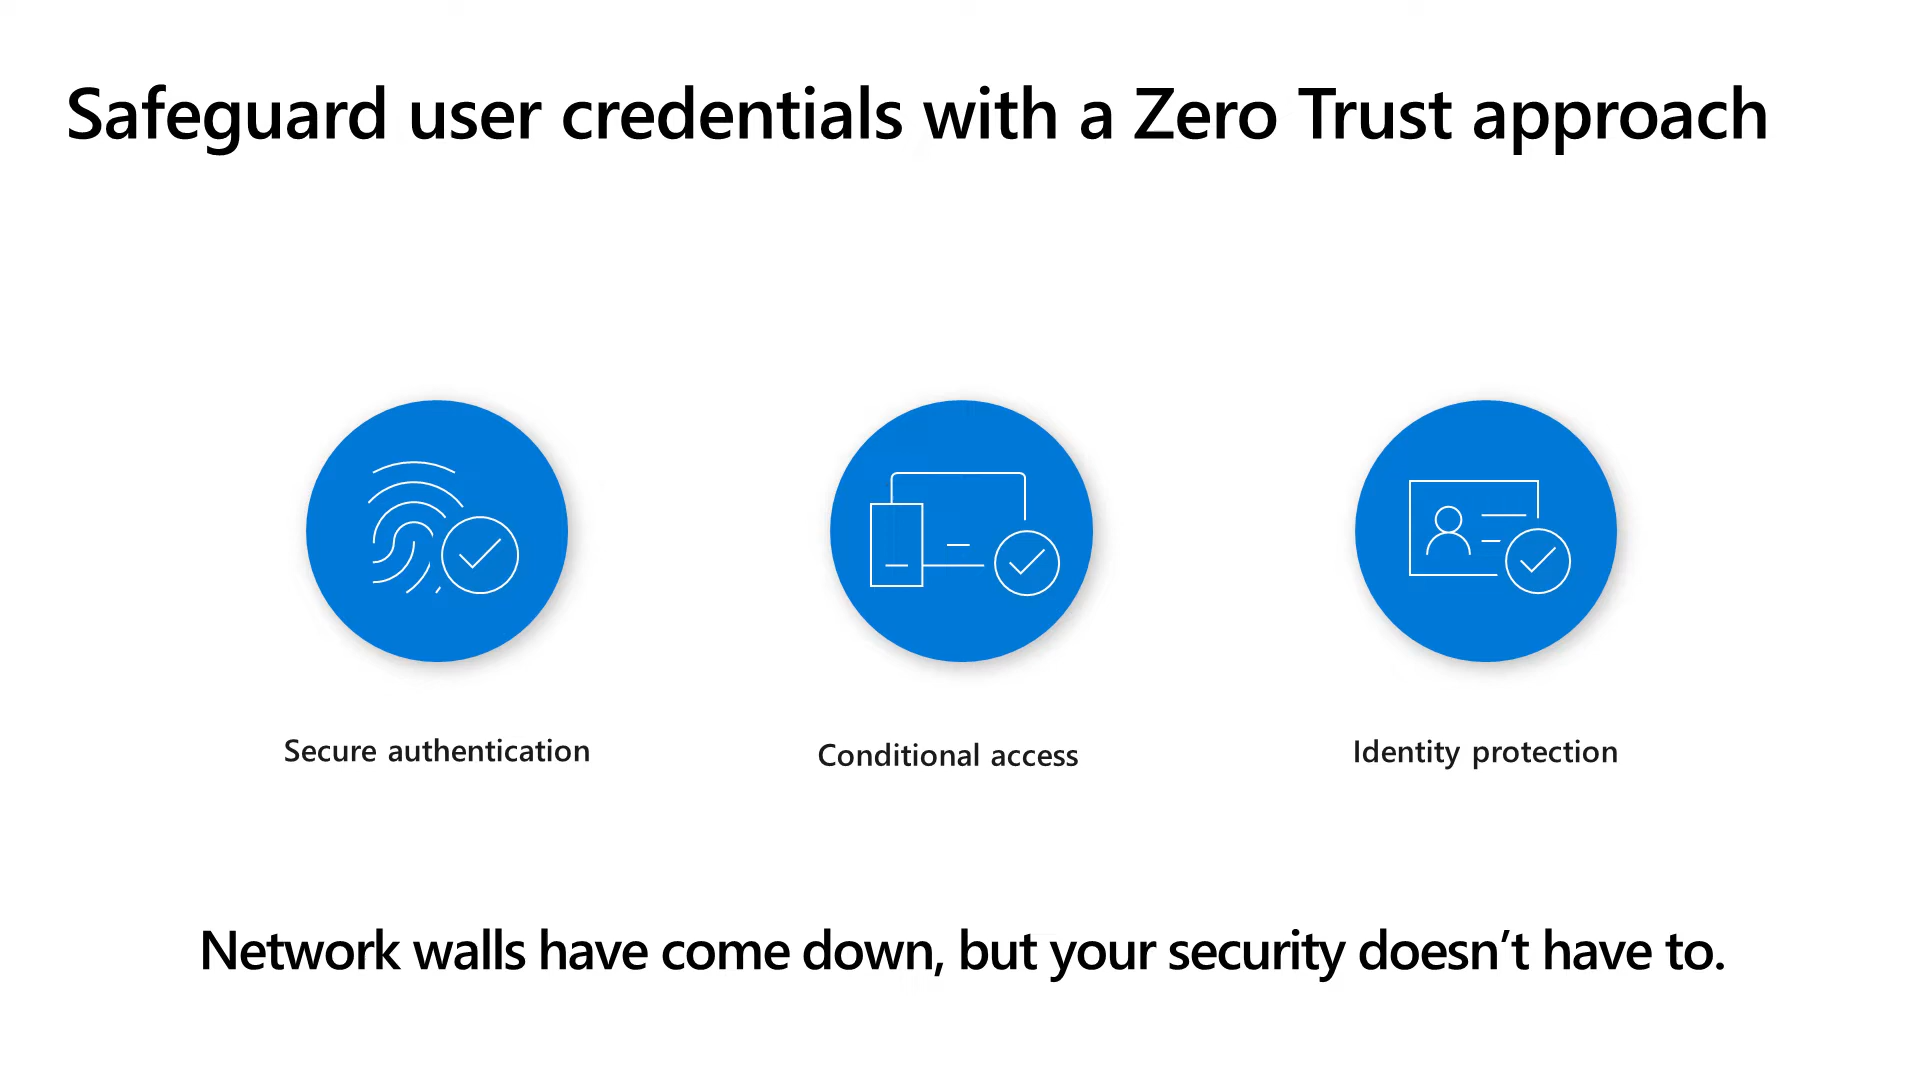 Safeguard user credentials with a Zero Trust approach
Secure authentication
Conditional access
Identity protection
Network walls have come down, but your security doesn’t have to.